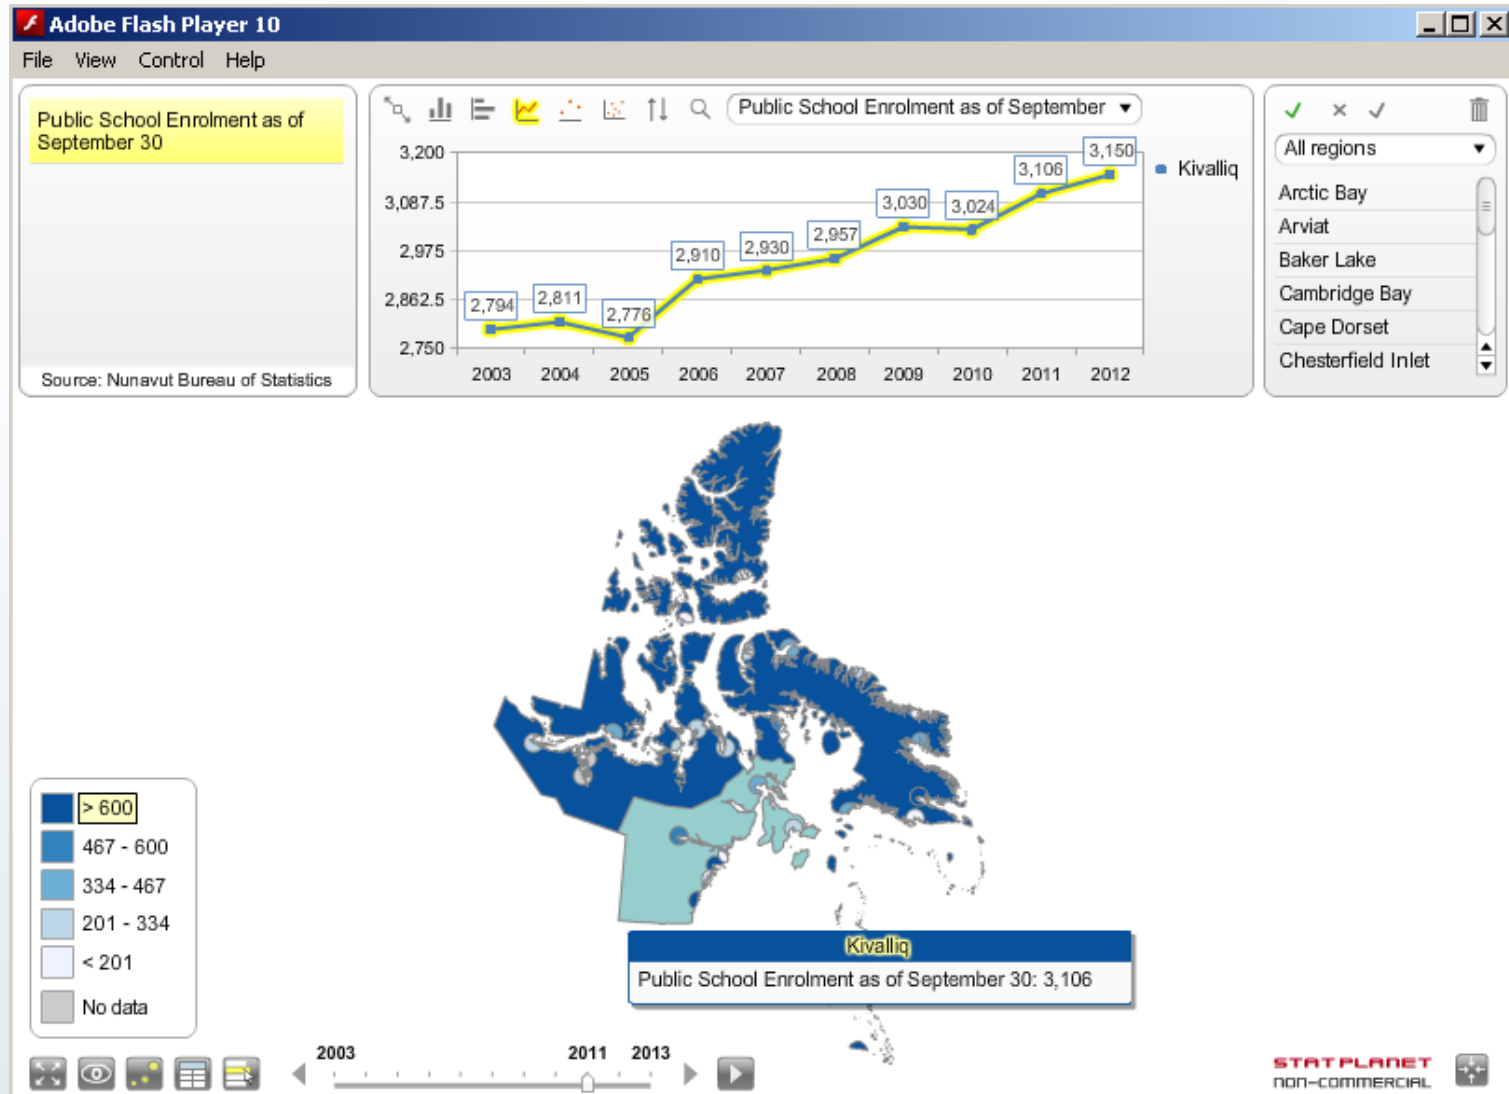 Adobe Flash Player 10
File View Control Help
Public School Enrolment as of
September 30
Source: Nunavut Bureau of Statistics
Public School Enrolment as of September
3,200
3,087.5
2,975
2,862.5
2,750
2,794
2,811
2,776
2,910
2,930
2,957
3,030
3,024
3,106
3,150
2003 2004 2005 2006 2007 2008 2009 2010 2011 2012
Kivalliq
All regions
Arctic Bay
Arviat
Baker Lake
Cambridge Bay
Cape Dorset
Chesterfield Inlet
> 600
467 - 600
334 - 467
201 - 334
< 201
No data
Kivalliq
Public School Enrolment as of September 30: 3,106
2003 2011 2013
STATPLANET
NON-COMMERCIAL